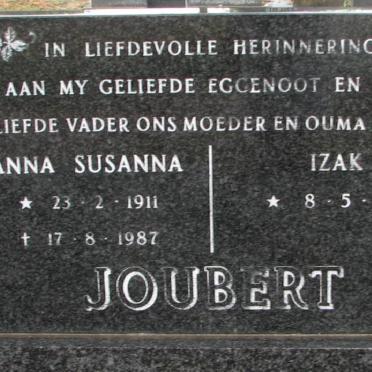 IN LIEFDEVOLLE HERINNERING
AAN MY GELIEFDE EGGENOOT EN
LIEFDE VADER ONS MOEDER EN OUMA
ANNA SUSANNA
★ 23 - 2 - 1911
† 17 - 8 - 1987
IZAK
★ 8 - 5 -
JOUBERT